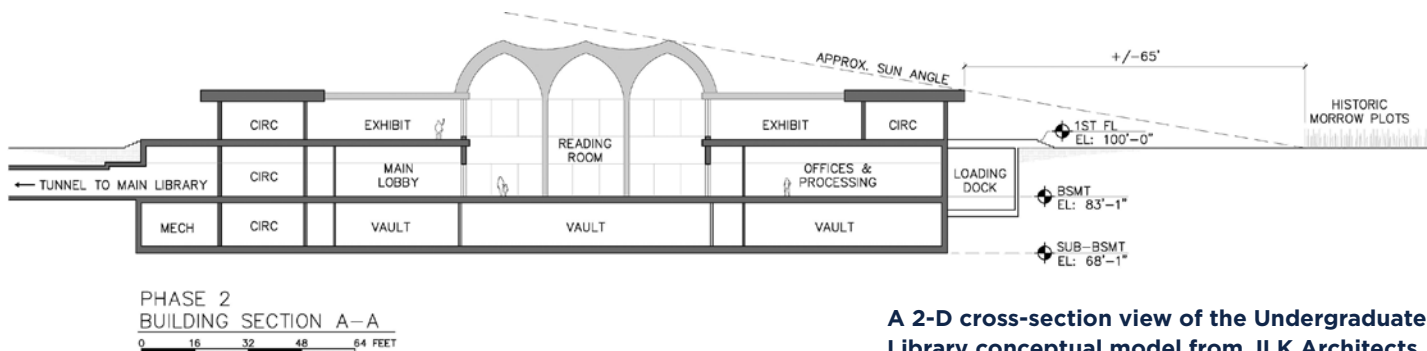 APPROX. SUN ANGLE
+/-65'
HISTORIC
MORROW PLOTS
CIRC
EXHIBIT
READING
ROOM
EXHIBIT
CIRC
1ST FL
EL: 100'-0"
← TUNNEL TO MAIN LIBRARY
CIRC
MAIN
LOBBY
OFFICES &
PROCESSING
LOADING
DOCK
BSMT
EL: 83'-1"
MECH
CIRC
VAULT
VAULT
VAULT
SUB-BSMT
EL: 68'-1"
PHASE 2
BUILDING SECTION A-A
0 16 32 48 64 FEET
A 2-D cross-section view of the Undergraduate
Library conceptual model from JLK Architects